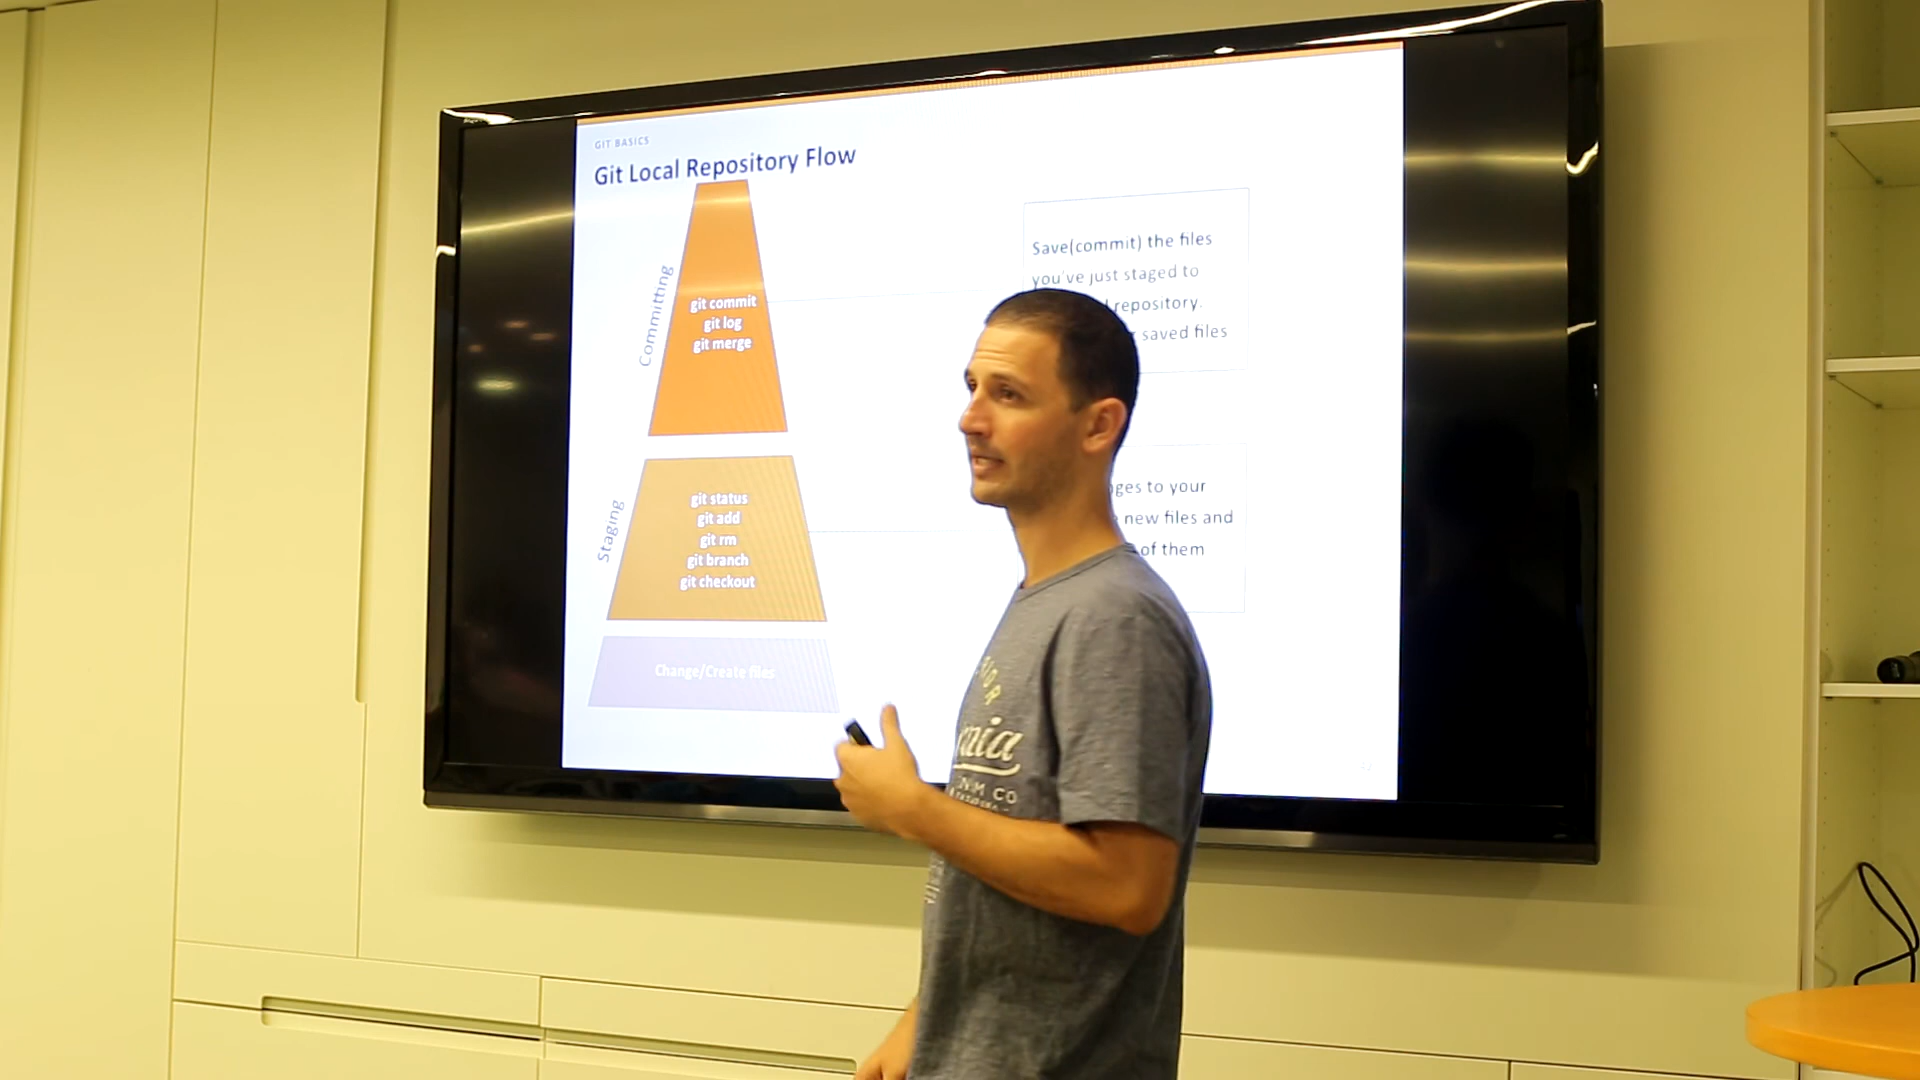 GIT BASICS
Git Local Repository Flow
Committing
git commit
git log
git merge
Save(commit) the files
you've just staged to
repository.
saved files
Staging
git status
git add
git rm
git branch
git checkout
to your
new files and
of them
Change/Create files
CO